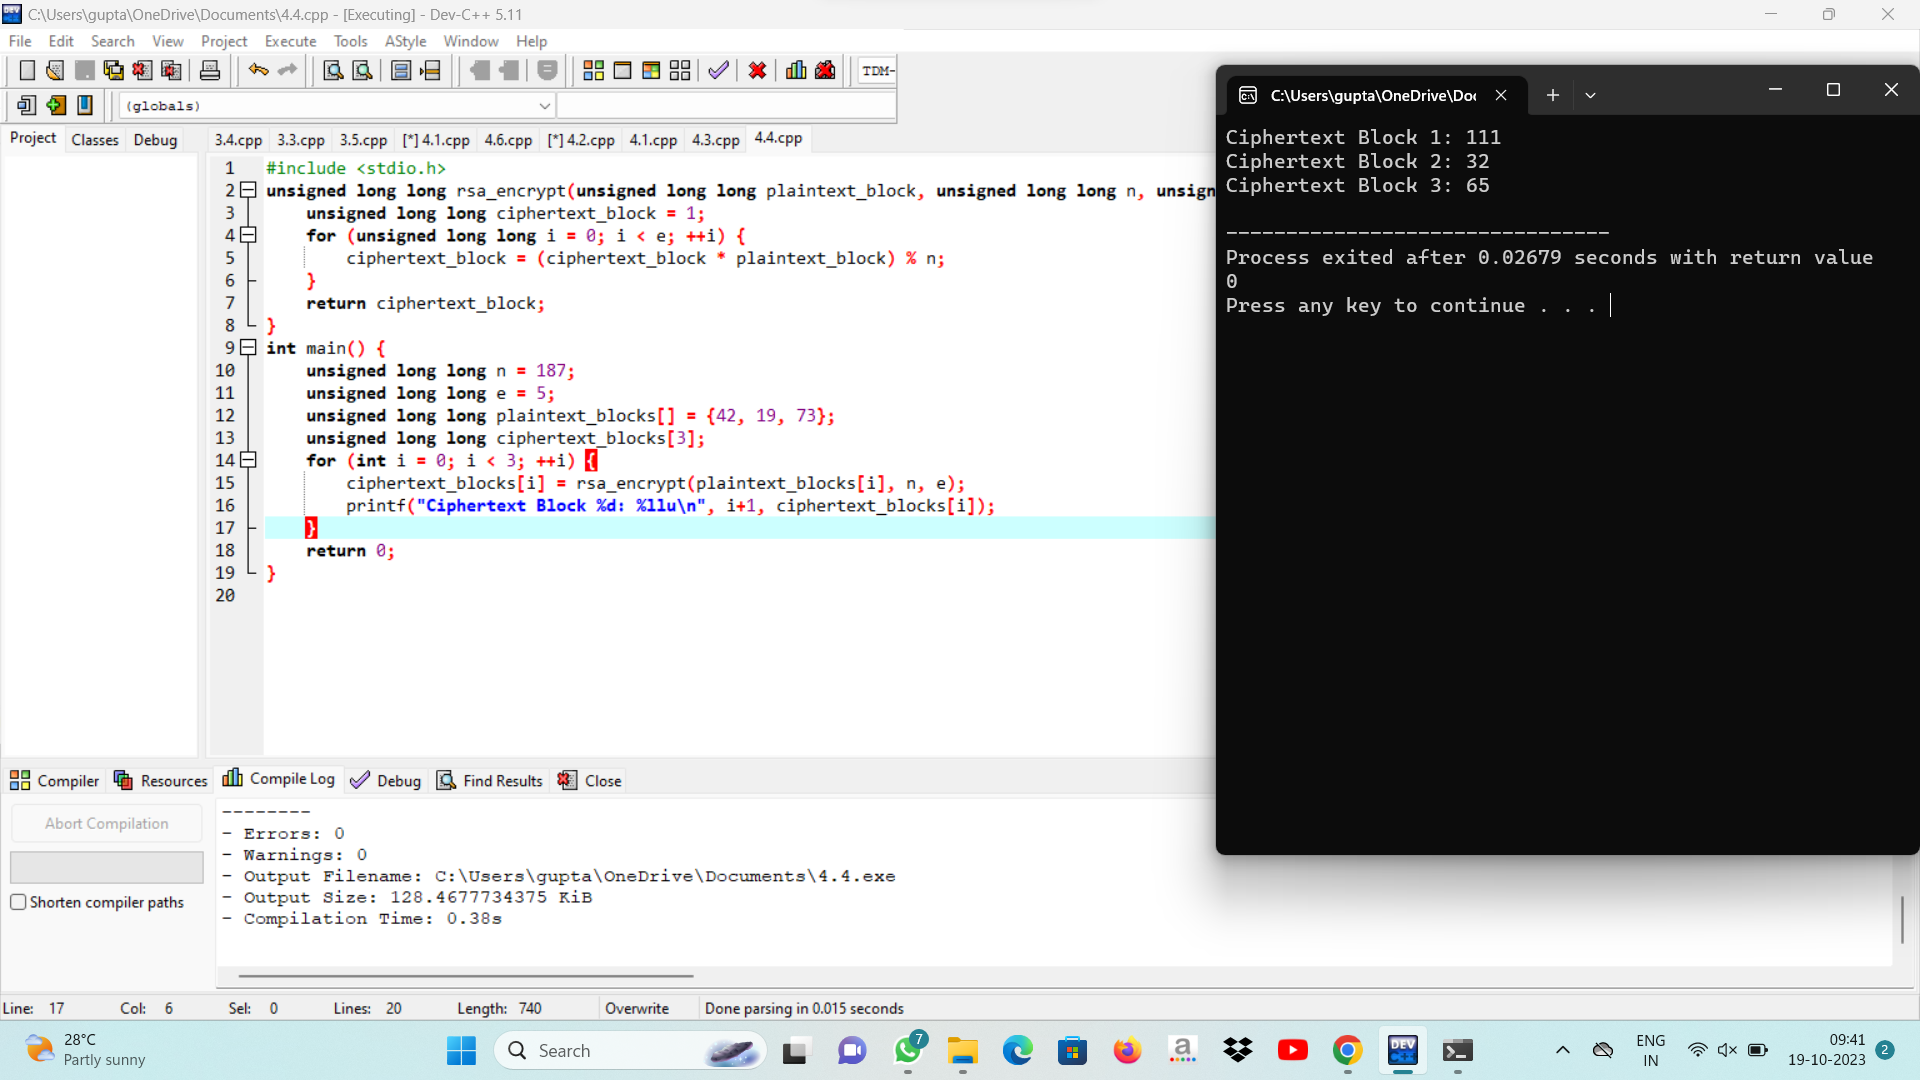 C:\Users\gupta\OneDrive\Documents\4.4.cpp - [Executing] - Dev-C++ 5.11
File Edit Search View Project Execute Tools AStyle Window Help
TDM-
(globals)
Project Classes Debug
3.4.cpp 3.3.cpp 3.5.cpp [*] 4.1.cpp 4.6.cpp [*] 4.2.cpp 4.1.cpp 4.3.cpp 4.4.cpp
1 #include <stdio.h>
2 unsigned long long rsa_encrypt(unsigned long long plaintext_block, unsigned long long n, unsign
3 unsigned long long ciphertext_block = 1;
4 for (unsigned long long i = 0; i < e; ++i) {
5 ciphertext_block = (ciphertext_block * plaintext_block) % n;
6 }
7 return ciphertext_block;
8 }
9 int main() {
10 unsigned long long n = 187;
11 unsigned long long e = 5;
12 unsigned long long plaintext_blocks[] = {42, 19, 73};
13 unsigned long long ciphertext_blocks[3];
14 for (int i = 0; i < 3; ++i) {
15 ciphertext_blocks[i] = rsa_encrypt(plaintext_blocks[i], n, e);
16 printf("Ciphertext Block %d: %llu\n", i+1, ciphertext_blocks[i]);
17 }
18 return 0;
19 }
20
C:\Users\gupta\OneDrive\Doc
Ciphertext Block 1: 111
Ciphertext Block 2: 32
Ciphertext Block 3: 65
--------------------------------
Process exited after 0.02679 seconds with return value
0
Press any key to continue . . .
Compiler Resources Compile Log Debug Find Results Close
Abort Compilation
Shorten compiler paths
--------
- Errors: 0
- Warnings: 0
- Output Filename: C:\Users\gupta\OneDrive\Documents\4.4.exe
- Output Size: 128.4677734375 KiB
- Compilation Time: 0.38s
Line: 17 Col: 6 Sel: 0 Lines: 20 Length: 740 Overwrite Done parsing in 0.015 seconds
28°C
Partly sunny
Search
7
a
DEV
C++
ENG
IN
09:41
19-10-2023
2